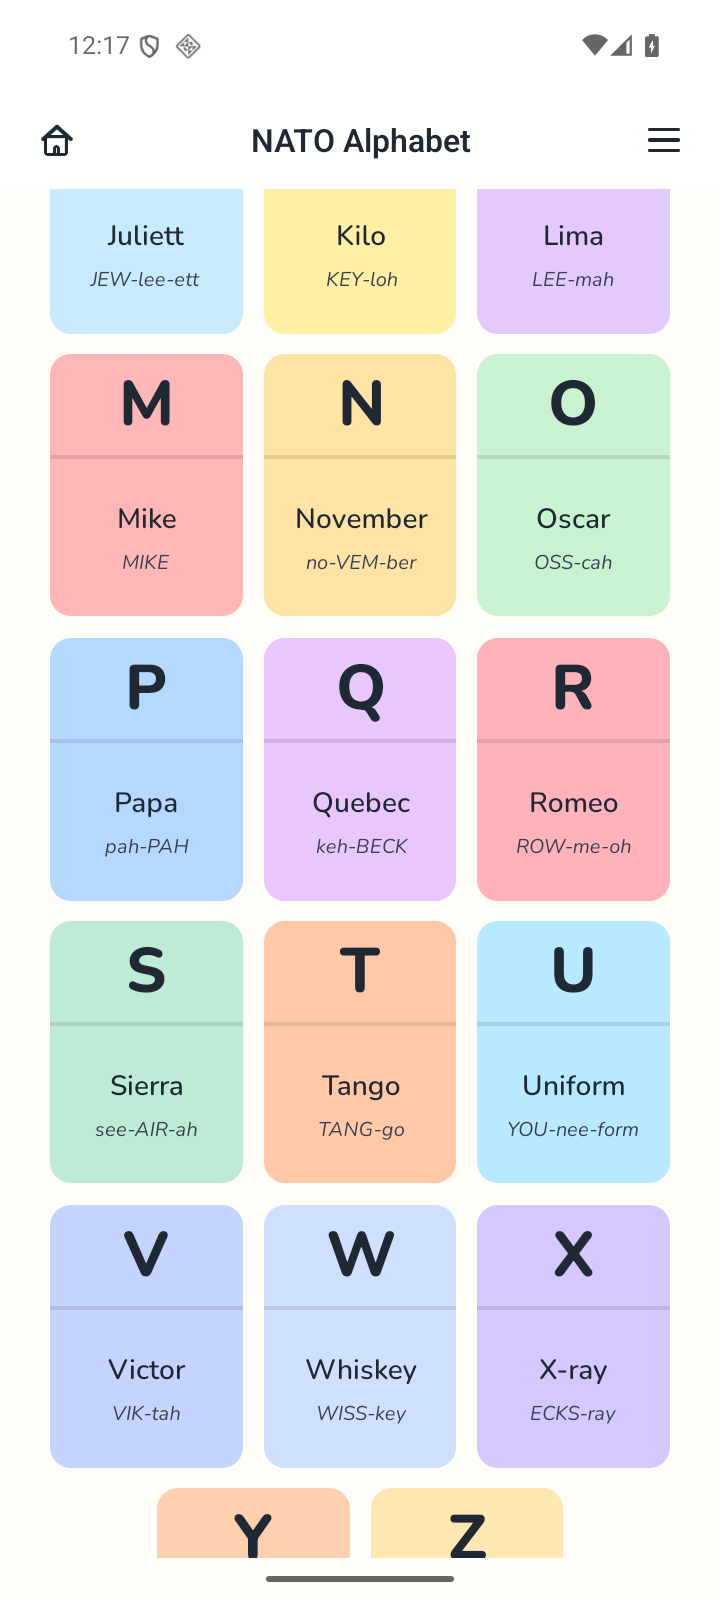 12:17
NATO Alphabet
Juliett
JEW-lee-ett
Kilo
KEY-loh
Lima
LEE-mah
M
Mike
MIKE
N
November
no-VEM-ber
O
Oscar
OSS-cah
P
Papa
pah-PAH
Q
Quebec
keh-BECK
R
Romeo
ROW-me-oh
S
Sierra
see-AIR-ah
T
Tango
TANG-go
U
Uniform
YOU-nee-form
V
Victor
VIK-tah
W
Whiskey
WISS-key
X
X-ray
ECKS-ray
Y
Z